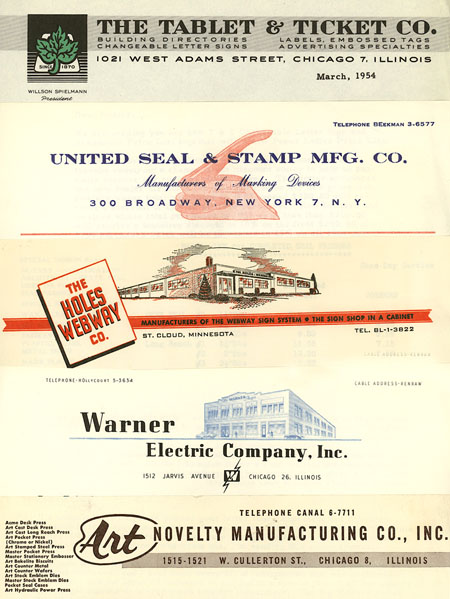 THE TABLET & TICKET CO.
BUILDING DIRECTORIES LABELS, EMBOSSED TAGS
CHANGEABLE LETTER SIGNS ADVERTISING SPECIALTIES
1021 WEST ADAMS STREET, CHICAGO 7, ILLINOIS
SINCE 1870
March, 1954
WILLSON SPIELMANN
President
TELEPHONE BEEKMAN 3-6577
UNITED SEAL & STAMP MFG. CO.
Manufacturers of Marking Devices
300 BROADWAY, NEW YORK 7, N. Y.
THE
HOLES
WEBWAY
CO.
MANUFACTURERS OF THE WEBWAY SIGN SYSTEM • THE SIGN SHOP IN A CABINET
ST. CLOUD, MINNESOTA TEL. BL-1-3822
TELEPHONE-HOLLYCOURT 5-3654 CABLE ADDRESS-RENRAW
Warner
Electric Company, Inc.
1512 JARVIS AVENUE W CHICAGO 26, ILLINOIS
TELEPHONE CANAL 6-7711
Art NOVELTY MANUFACTURING CO., INC.
1515-1521 W. CULLERTON ST., CHICAGO 8, ILLINOIS
Acme Desk Press
Art Cast Desk Press
Art Cast Long Reach Press
Art Pocket Press
(Chrome or Nickel)
Art Stamped Steel Press
Master Pocket Press
Master Stationery Embosser
Art Bakelite Biscuits
Art Counter Metal
Art Counter Wafers
Art Stock Emblem Dies
Master Stock Emblem Dies
Pocket Seal Cases
Art Hydraulic Power Press